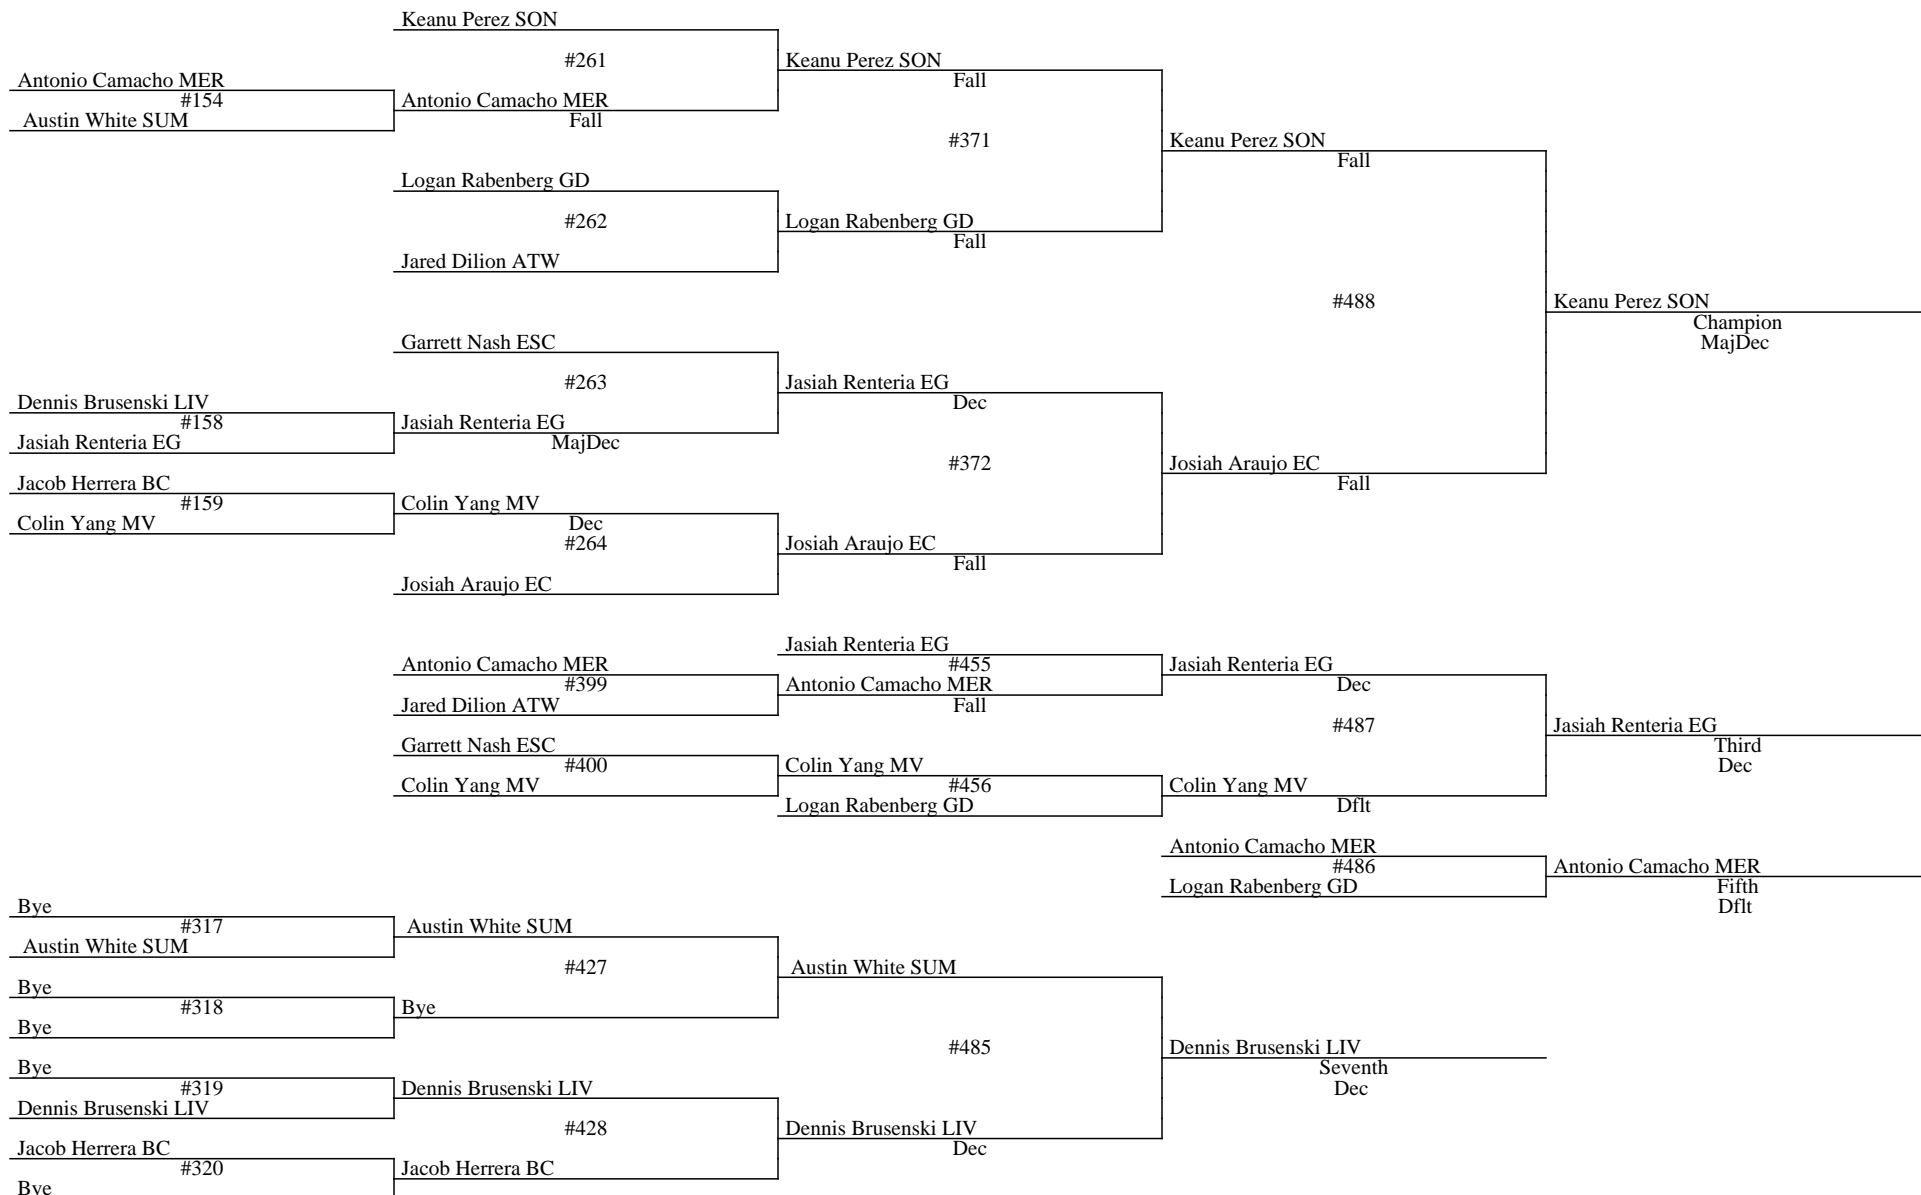 Keanu Perez SON
#261
Keanu Perez SON
Fall
Antonio Camacho MER
#154
Austin White SUM
Antonio Camacho MER
Fall
#371
Keanu Perez SON
Fall
Logan Rabenberg GD
#262
Logan Rabenberg GD
Fall
Jared Dilion ATW
#488
Keanu Perez SON
Champion
MajDec
Garrett Nash ESC
#263
Jasiah Renteria EG
Dec
Dennis Brusenski LIV
#158
Jasiah Renteria EG
Jasiah Renteria EG
MajDec
#372
Josiah Araujo EC
Fall
Jacob Herrera BC
#159
Colin Yang MV
Colin Yang MV
Dec
#264
Josiah Araujo EC
Fall
Josiah Araujo EC
Jasiah Renteria EG
#455
Jasiah Renteria EG
Dec
Antonio Camacho MER
#399
Jared Dilion ATW
Antonio Camacho MER
Fall
#487
Jasiah Renteria EG
Third
Dec
Garrett Nash ESC
#400
Colin Yang MV
Colin Yang MV
#456
Logan Rabenberg GD
Colin Yang MV
Dflt
Antonio Camacho MER
#486
Logan Rabenberg GD
Antonio Camacho MER
Fifth
Dflt
Bye
#317
Austin White SUM
Austin White SUM
#427
Austin White SUM
Bye
#318
Bye
Bye
#485
Dennis Brusenski LIV
Seventh
Dec
Bye
#319
Dennis Brusenski LIV
Dennis Brusenski LIV
#428
Dennis Brusenski LIV
Dec
Jacob Herrera BC
#320
Bye
Jacob Herrera BC